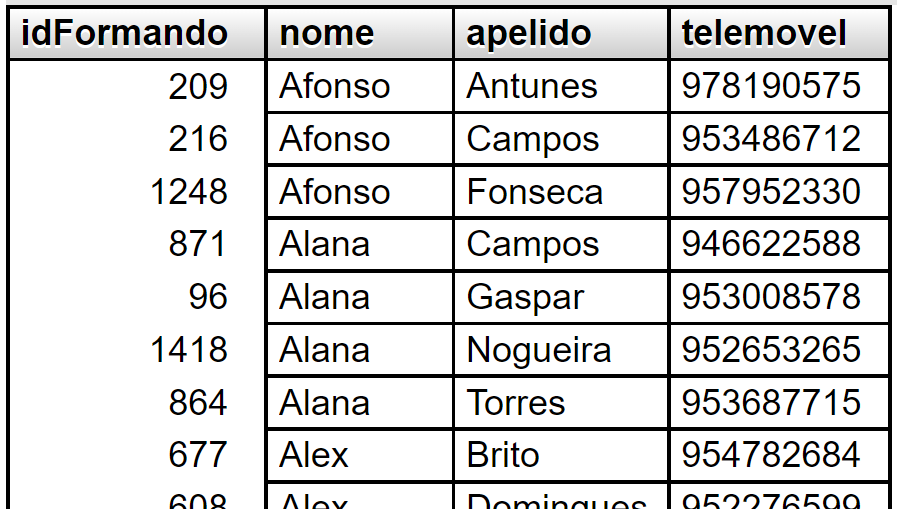 idFormando nome apelido telemovel
209 Afonso Antunes 978190575
216 Afonso Campos 953486712
1248 Afonso Fonseca 957952330
871 Alana Campos 946622588
96 Alana Gaspar 953008578
1418 Alana Nogueira 952653265
864 Alana Torres 953687715
677 Alex Brito 954782684
608 Alex Domingues 952276599